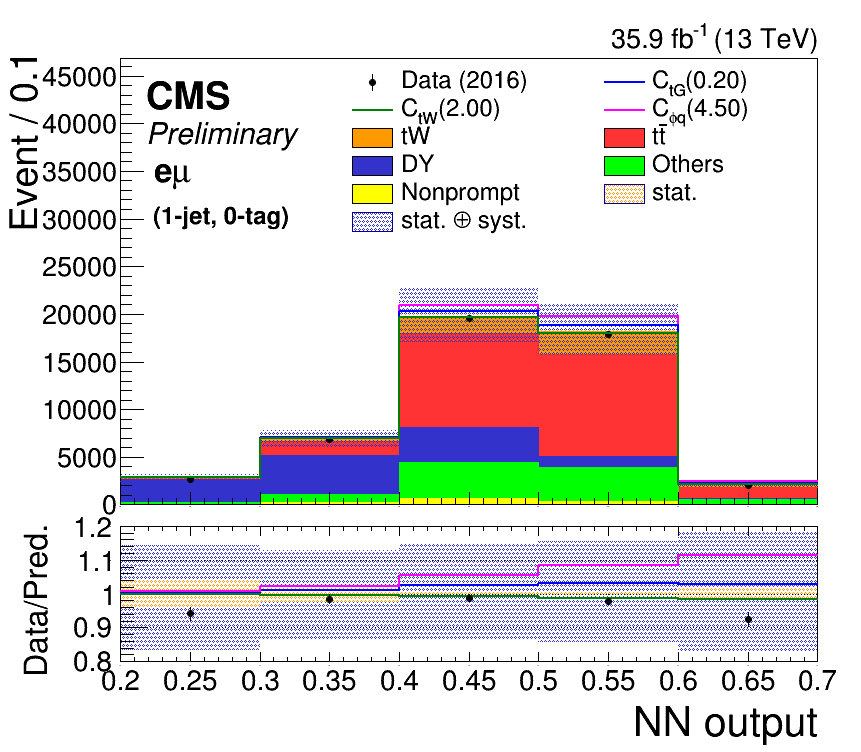 35.9 fb⁻¹ (13 TeV)
Event / 0.1
45000
40000
35000
30000
25000
20000
15000
10000
5000
0
CMS
Preliminary
eμ
(1-jet, 0-tag)
Data (2016)
C_tG(0.20)
C_tW(2.00)
C_ϕq(4.50)
tW
tt̄
DY
Others
Nonprompt
stat.
stat. ⊕ syst.
Data/Pred.
1.2
1.1
1
0.9
0.8
0.2 0.25 0.3 0.35 0.4 0.45 0.5 0.55 0.6 0.65 0.7
NN output